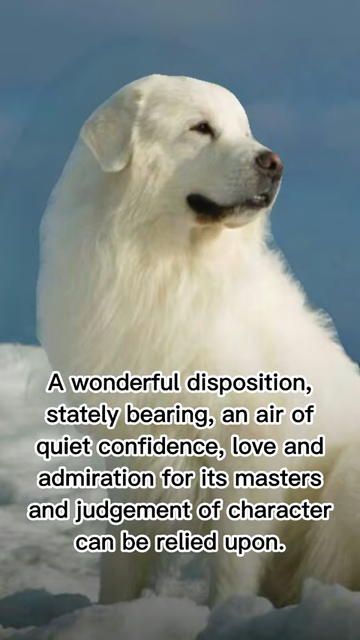 A wonderful disposition,
stately bearing, an air of
quiet confidence, love and
admiration for its masters
and judgement of character
can be relied upon.